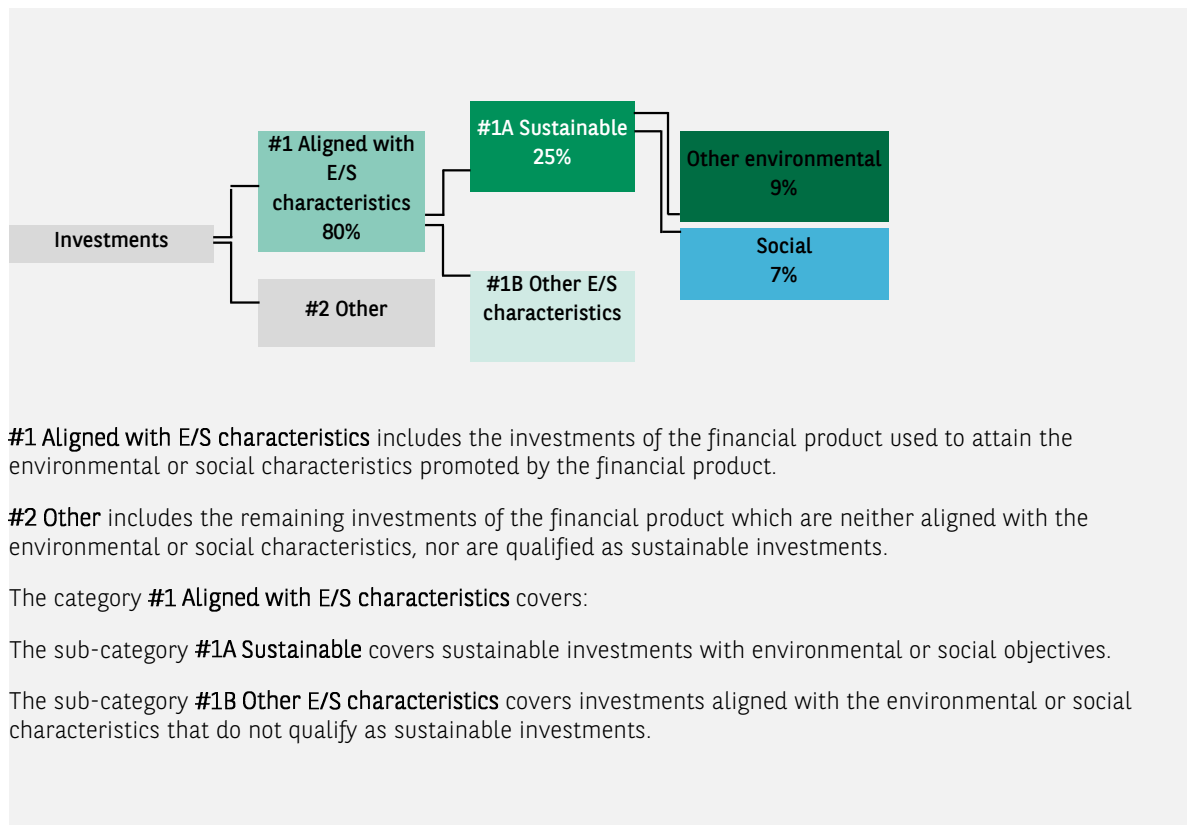 #1A Sustainable
25%
#1 Aligned with
E/S
characteristics
80%
Other environmental
9%
Investments
Social
7%
#1B Other E/S
characteristics
#2 Other
#1 Aligned with E/S characteristics includes the investments of the financial product used to attain the
environmental or social characteristics promoted by the financial product.
#2 Other includes the remaining investments of the financial product which are neither aligned with the
environmental or social characteristics, nor are qualified as sustainable investments.
The category #1 Aligned with E/S characteristics covers:
The sub-category #1A Sustainable covers sustainable investments with environmental or social objectives.
The sub-category #1B Other E/S characteristics covers investments aligned with the environmental or social
characteristics that do not qualify as sustainable investments.